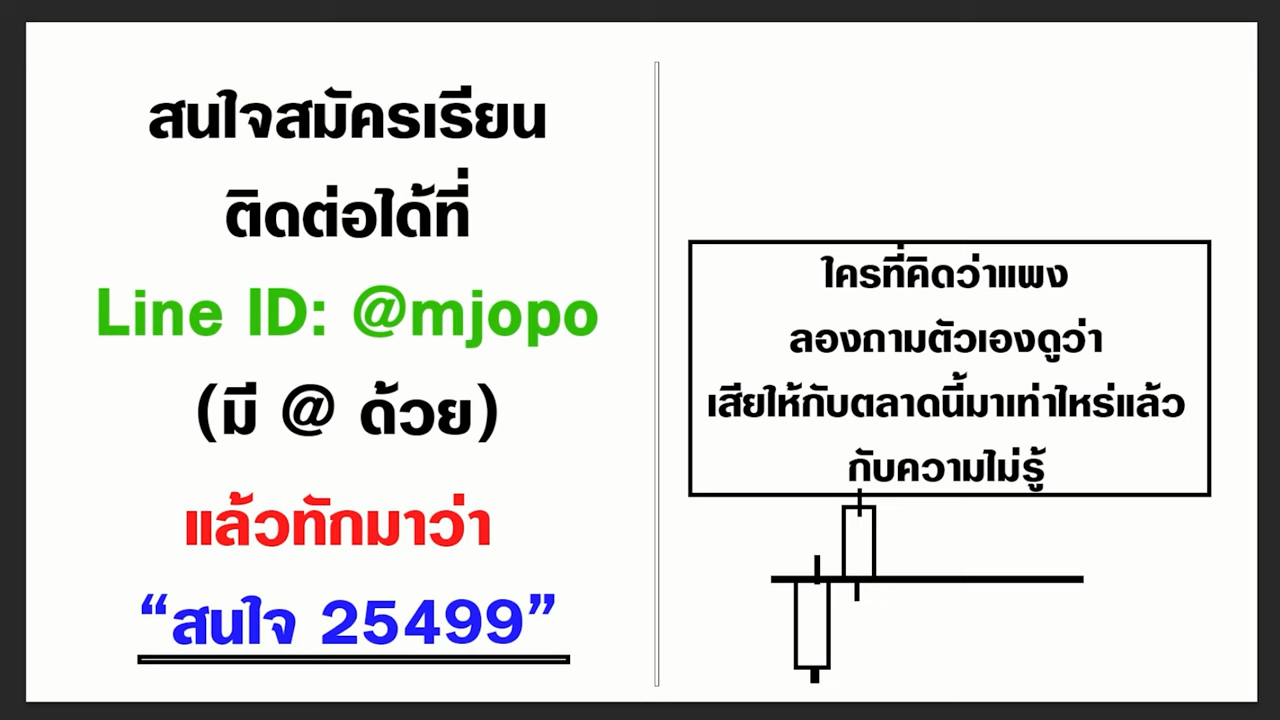 สนใจสมัครเรียน
ติดต่อได้ที่
Line ID: @mjopo
(มี @ ด้วย)
แล้วทักมาว่า
“สนใจ 25499”
ใครที่คิดว่าแพง
ลองถามตัวเองดูว่า
เสียให้กับตลาดนี้มาเท่าไหร่แล้ว
กับความไม่รู้